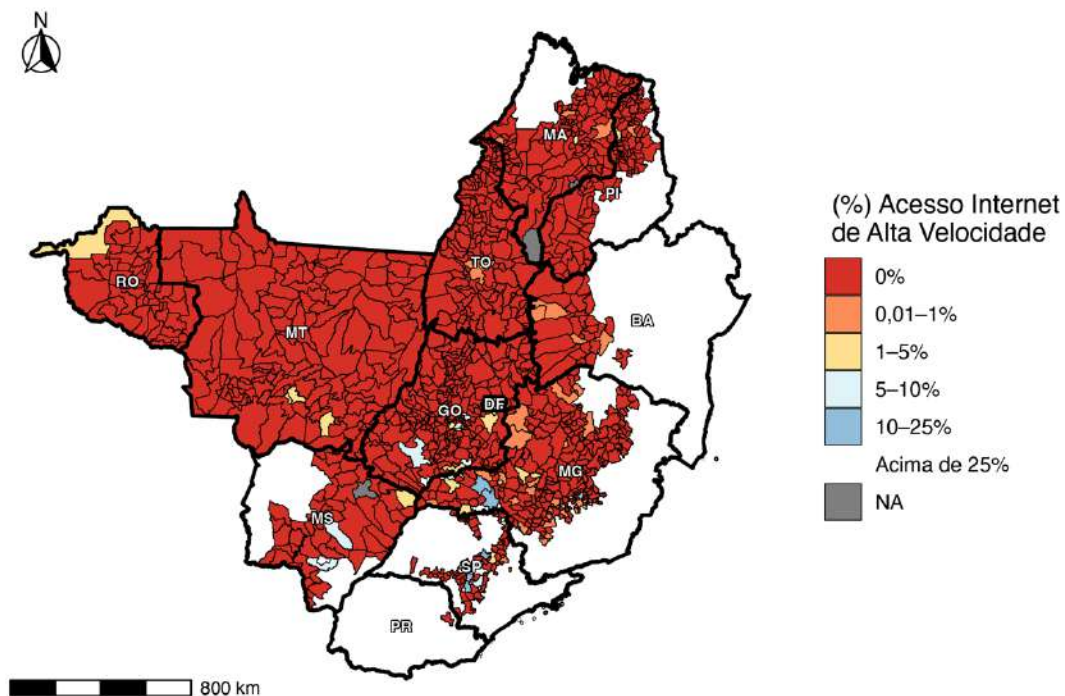 N
MA
PI
(%) Acesso Internet
de Alta Velocidade
0%
0,01–1%
1–5%
5–10%
10–25%
Acima de 25%
NA
TO
RO
BA
MT
GO
DF
MG
MS
SP
PR
800 km